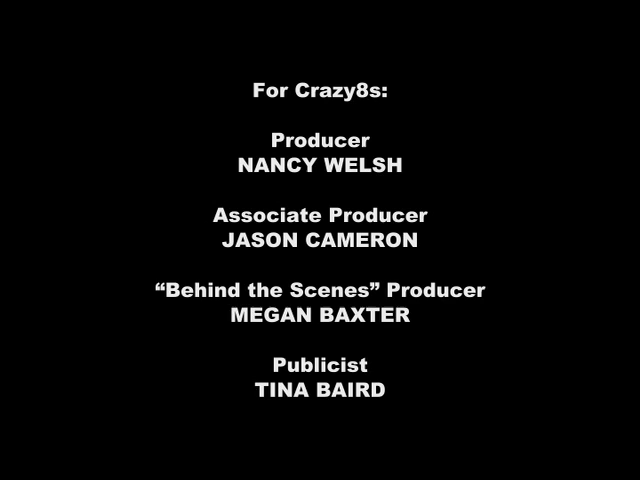 For Crazy8s:
Producer
NANCY WELSH
Associate Producer
JASON CAMERON
“Behind the Scenes” Producer
MEGAN BAXTER
Publicist
TINA BAIRD